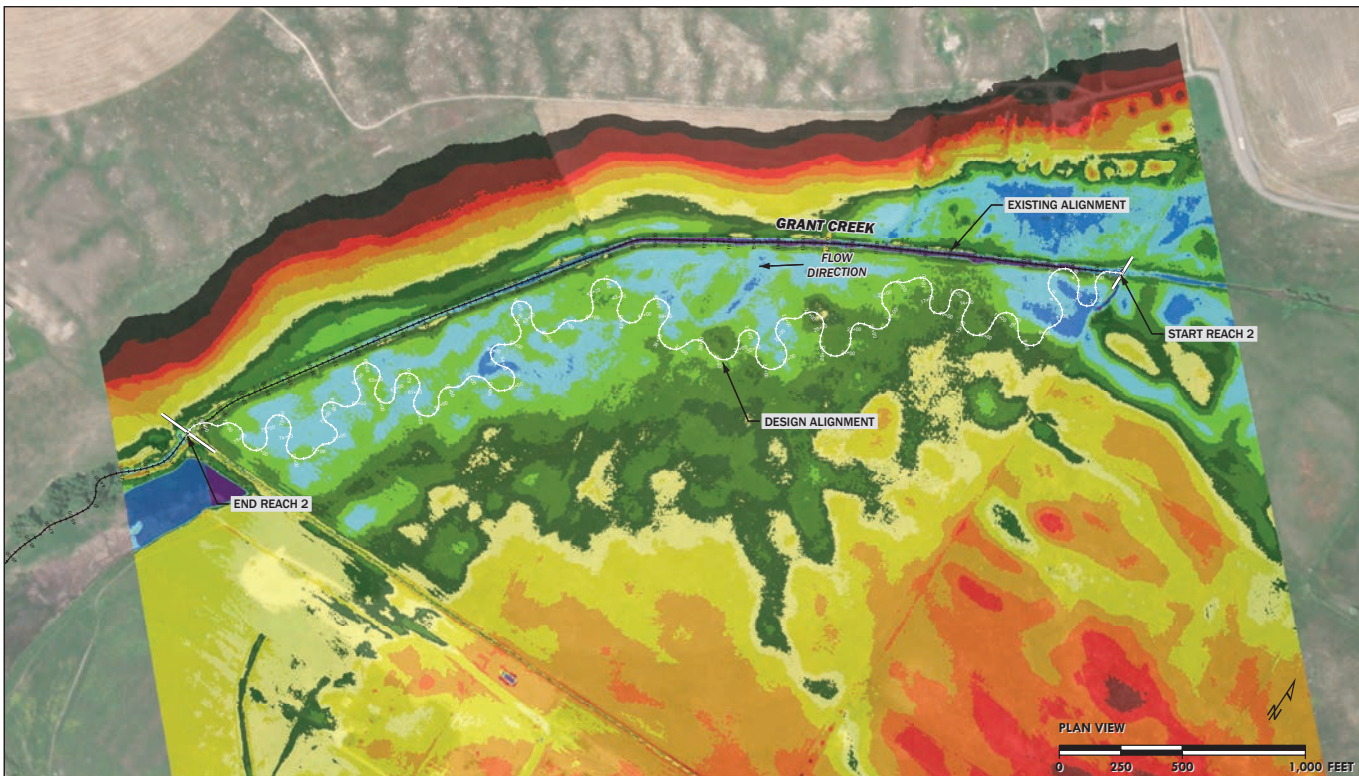 GRANT CREEK
EXISTING ALIGNMENT
FLOW
DIRECTION
START REACH 2
DESIGN ALIGNMENT
END REACH 2
N
PLAN VIEW
0 250 500 1,000 FEET